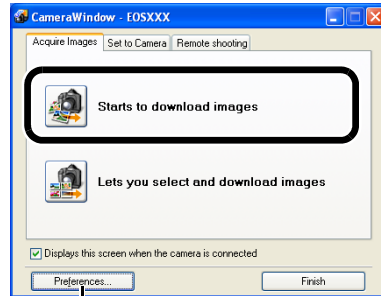 CameraWindow - EOSXXX
Acquire Images Set to Camera Remote shooting
Starts to download images
Lets you select and download images
Displays this screen when the camera is connected
Preferences... Finish